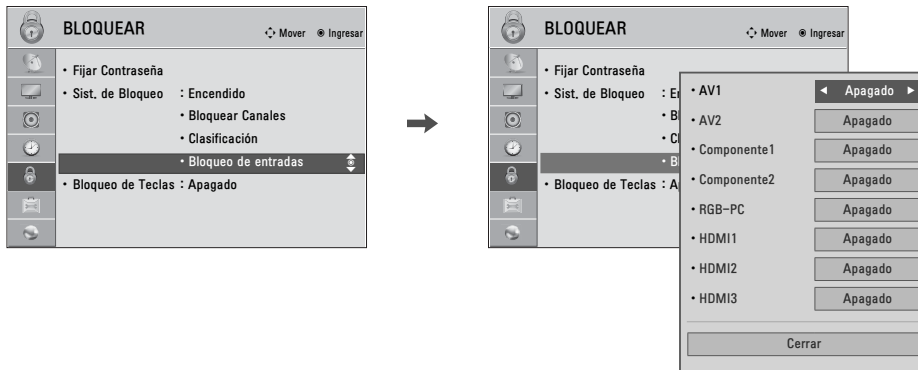 BLOQUEAR
Mover Ingresar
• Fijar Contraseña
• Sist. de Bloqueo : Encendido
• Bloquear Canales
• Clasificación
• Bloqueo de entradas
• Bloqueo de Teclas : Apagado
BLOQUEAR
Mover Ingresar
• Fijar Contraseña
• Sist. de Bloqueo :
• Bloqueo de Teclas :
• AV1 ◄ Apagado ►
• AV2 Apagado
• Componente1 Apagado
• Componente2 Apagado
• RGB-PC Apagado
• HDMI1 Apagado
• HDMI2 Apagado
• HDMI3 Apagado
Cerrar